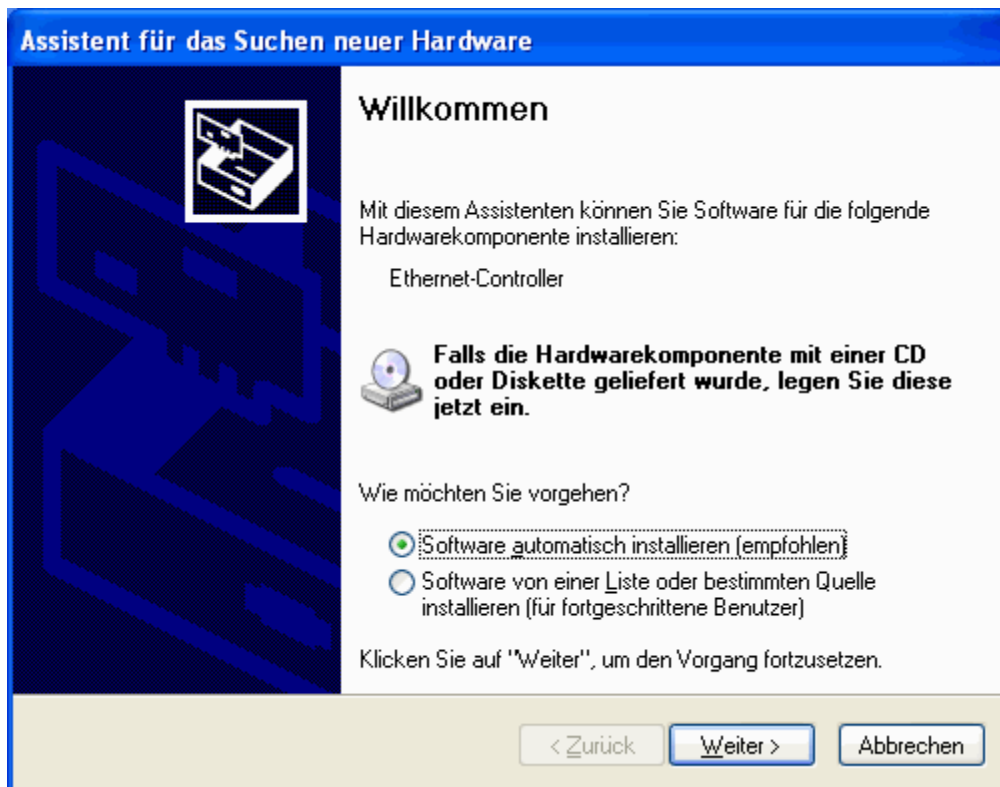 Assistent für das Suchen neuer Hardware
Willkommen
Mit diesem Assistenten können Sie Software für die folgende
Hardwarekomponente installieren:
Ethernet-Controller
Falls die Hardwarekomponente mit einer CD
oder Diskette geliefert wurde, legen Sie diese
jetzt ein.
Wie möchten Sie vorgehen?
Software automatisch installieren (empfohlen)
Software von einer Liste oder bestimmten Quelle
installieren (für fortgeschrittene Benutzer)
Klicken Sie auf "Weiter", um den Vorgang fortzusetzen.
< Zurück Weiter > Abbrechen